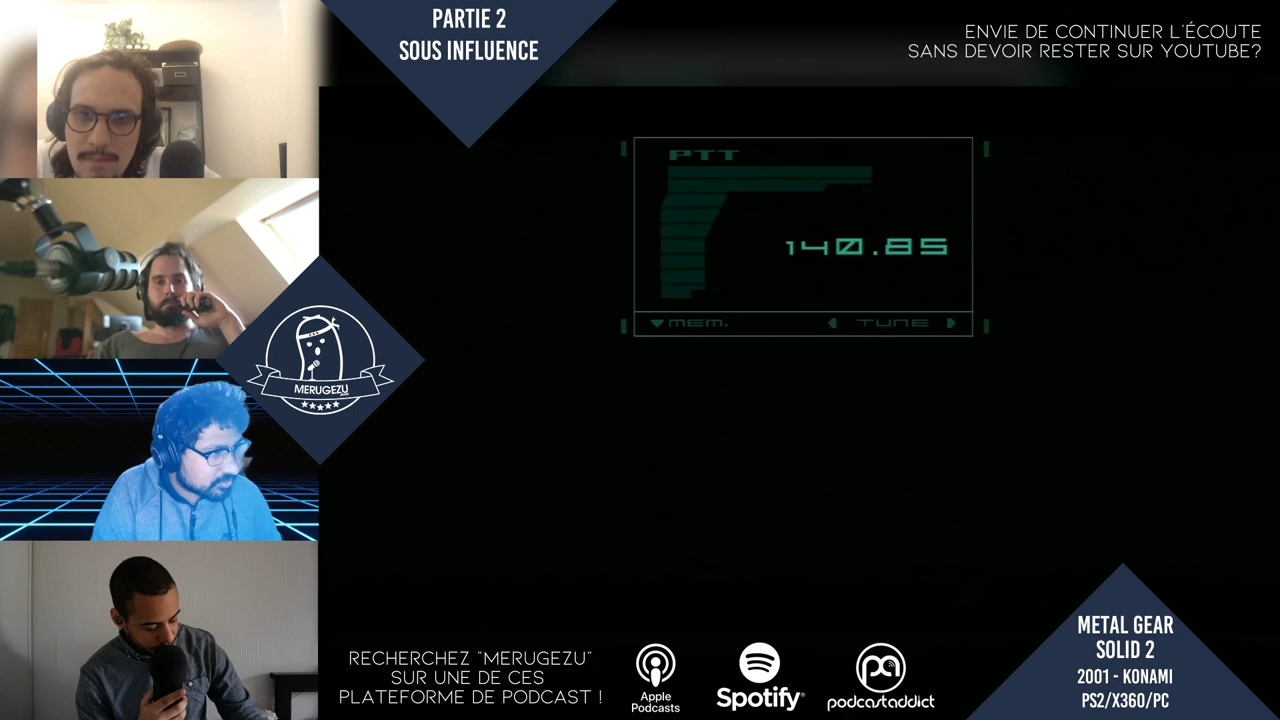 PARTIE 2
SOUS INFLUENCE
ENVIE DE CONTINUER L'ÉCOUTE
SANS DEVOIR RESTER SUR YOUTUBE?
PTT
140.85
MEM.
TUNE
MERUGEZU
RECHERCHEZ "MERUGEZU"
SUR UNE DE CES
PLATEFORME DE PODCAST !
Apple
Podcasts
Spotify
podcastaddict
METAL GEAR
SOLID 2
2001 - KONAMI
PS2/X360/PC